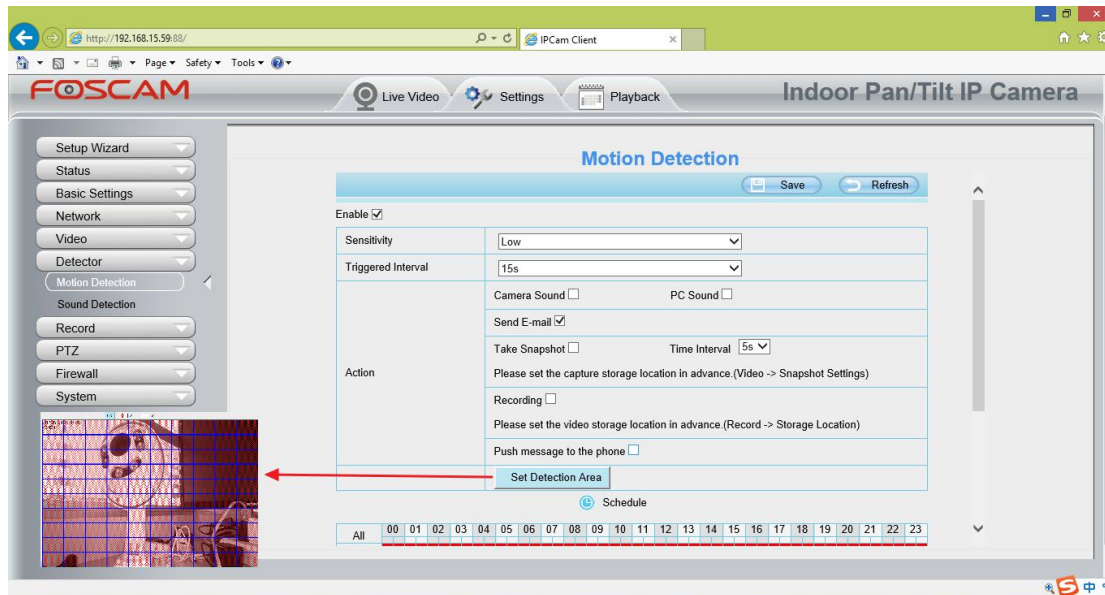 http://192.168.15.59:88/
IPCam Client
Page Safety Tools
FOSCAM
Live Video
Settings
Playback
Indoor Pan/Tilt IP Camera
Setup Wizard
Status
Basic Settings
Network
Video
Detector
Motion Detection
Sound Detection
Record
PTZ
Firewall
System
Motion Detection
Save Refresh
Enable
Sensitivity Low
Triggered Interval 15s
Action
Camera Sound PC Sound
Send E-mail
Take Snapshot Time Interval 5s
Please set the capture storage location in advance.(Video -> Snapshot Settings)
Recording
Please set the video storage location in advance.(Record -> Storage Location)
Push message to the phone
Set Detection Area
Schedule
All 00 01 02 03 04 05 06 07 08 09 10 11 12 13 14 15 16 17 18 19 20 21 22 23
中